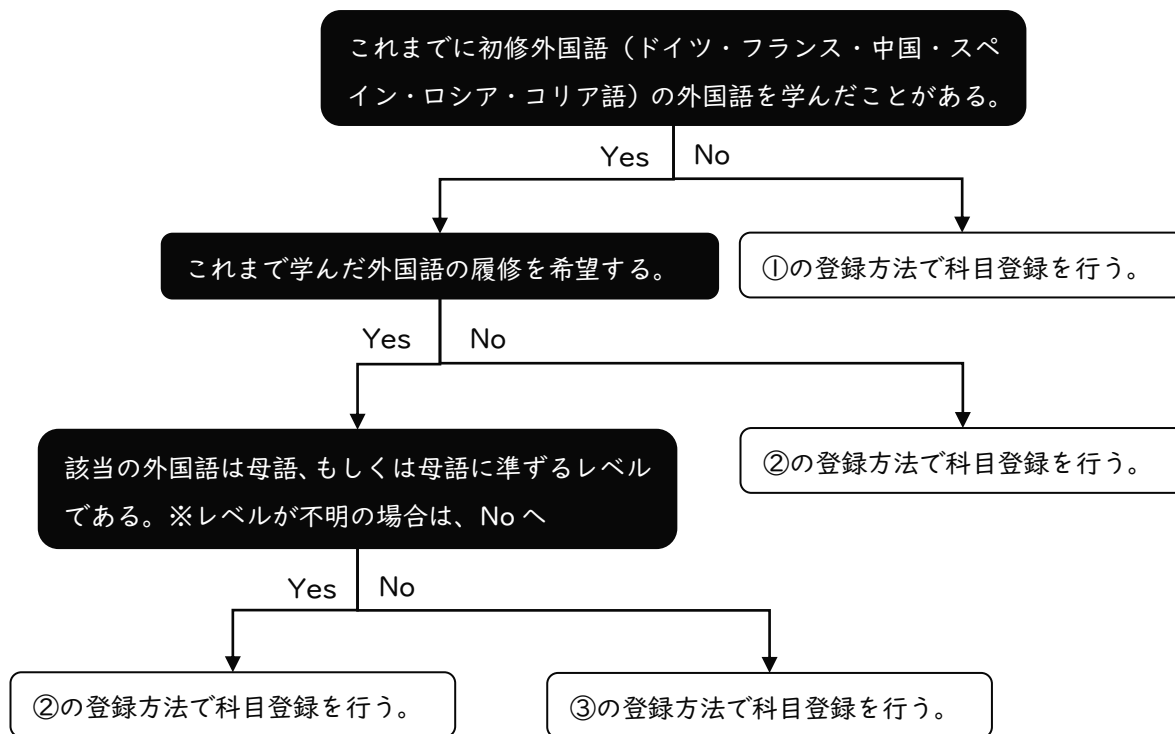 これまでに初修外国語（ドイツ・フランス・中国・スペ
イン・ロシア・コリア語）の外国語を学んだことがある。
Yes No
これまで学んだ外国語の履修を希望する。
①の登録方法で科目登録を行う。
Yes No
該当の外国語は母語、もしくは母語に準ずるレベル
である。※レベルが不明の場合は、No へ
②の登録方法で科目登録を行う。
Yes No
②の登録方法で科目登録を行う。
③の登録方法で科目登録を行う。